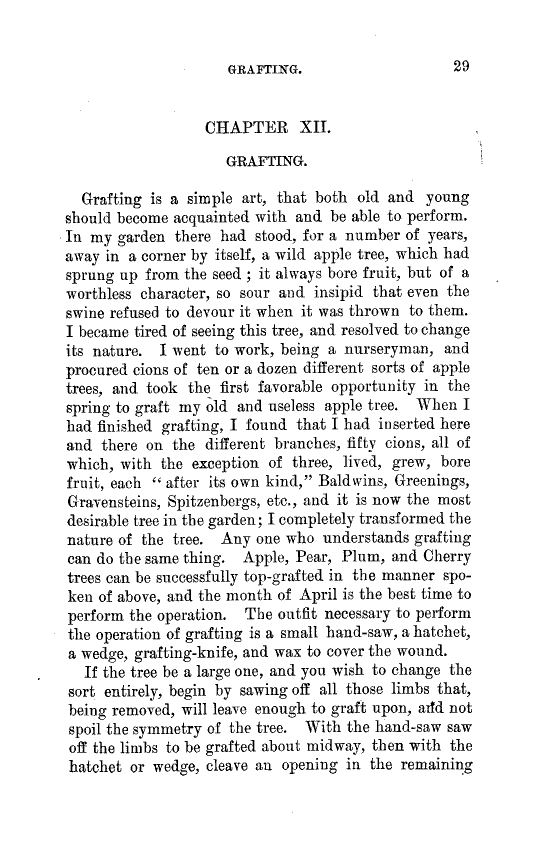 GRAFTING. 29
CHAPTER XII.
GRAFTING.
Grafting is a simple art, that both old and young
should become acquainted with and be able to perform.
In my garden there had stood, for a number of years,
away in a corner by itself, a wild apple tree, which had
sprung up from the seed ; it always bore fruit, but of a
worthless character, so sour and insipid that even the
swine refused to devour it when it was thrown to them.
I became tired of seeing this tree, and resolved to change
its nature. I went to work, being a nurseryman, and
procured cions of ten or a dozen different sorts of apple
trees, and took the first favorable opportunity in the
spring to graft my old and useless apple tree. When I
had finished grafting, I found that I had inserted here
and there on the different branches, fifty cions, all of
which, with the exception of three, lived, grew, bore
fruit, each “ after its own kind,” Baldwins, Greenings,
Gravensteins, Spitzenbergs, etc., and it is now the most
desirable tree in the garden; I completely transformed the
nature of the tree. Any one who understands grafting
can do the same thing. Apple, Pear, Plum, and Cherry
trees can be successfully top-grafted in the manner spo-
ken of above, and the month of April is the best time to
perform the operation. The outfit necessary to perform
the operation of grafting is a small hand-saw, a hatchet,
a wedge, grafting-knife, and wax to cover the wound.
If the tree be a large one, and you wish to change the
sort entirely, begin by sawing off all those limbs that,
being removed, will leave enough to graft upon, and not
spoil the symmetry of the tree. With the hand-saw saw
off the limbs to be grafted about midway, then with the
hatchet or wedge, cleave an opening in the remaining